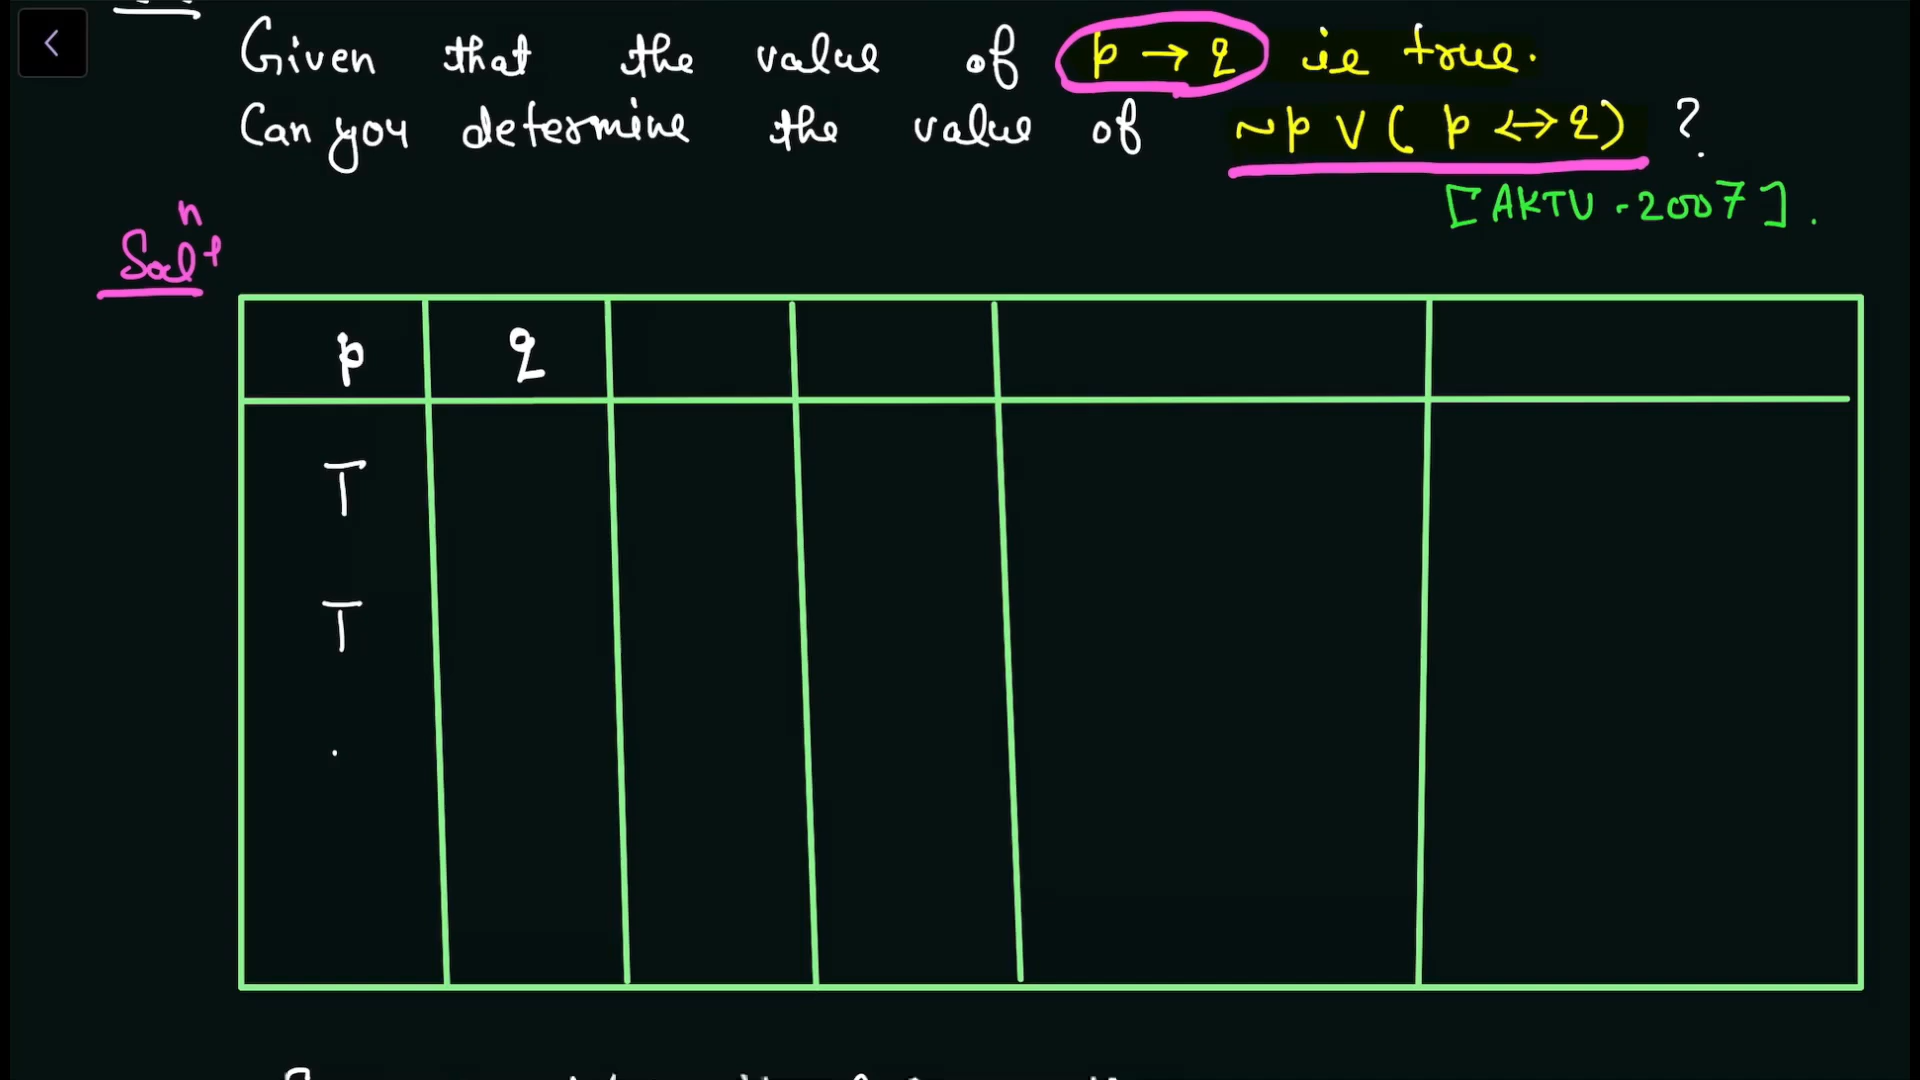 Given that the value of p → q is true.
Can you determine the value of ~p ∨ ( p ↔ q) ?
[AKTU - 2007].
Solⁿ
p q
T
T